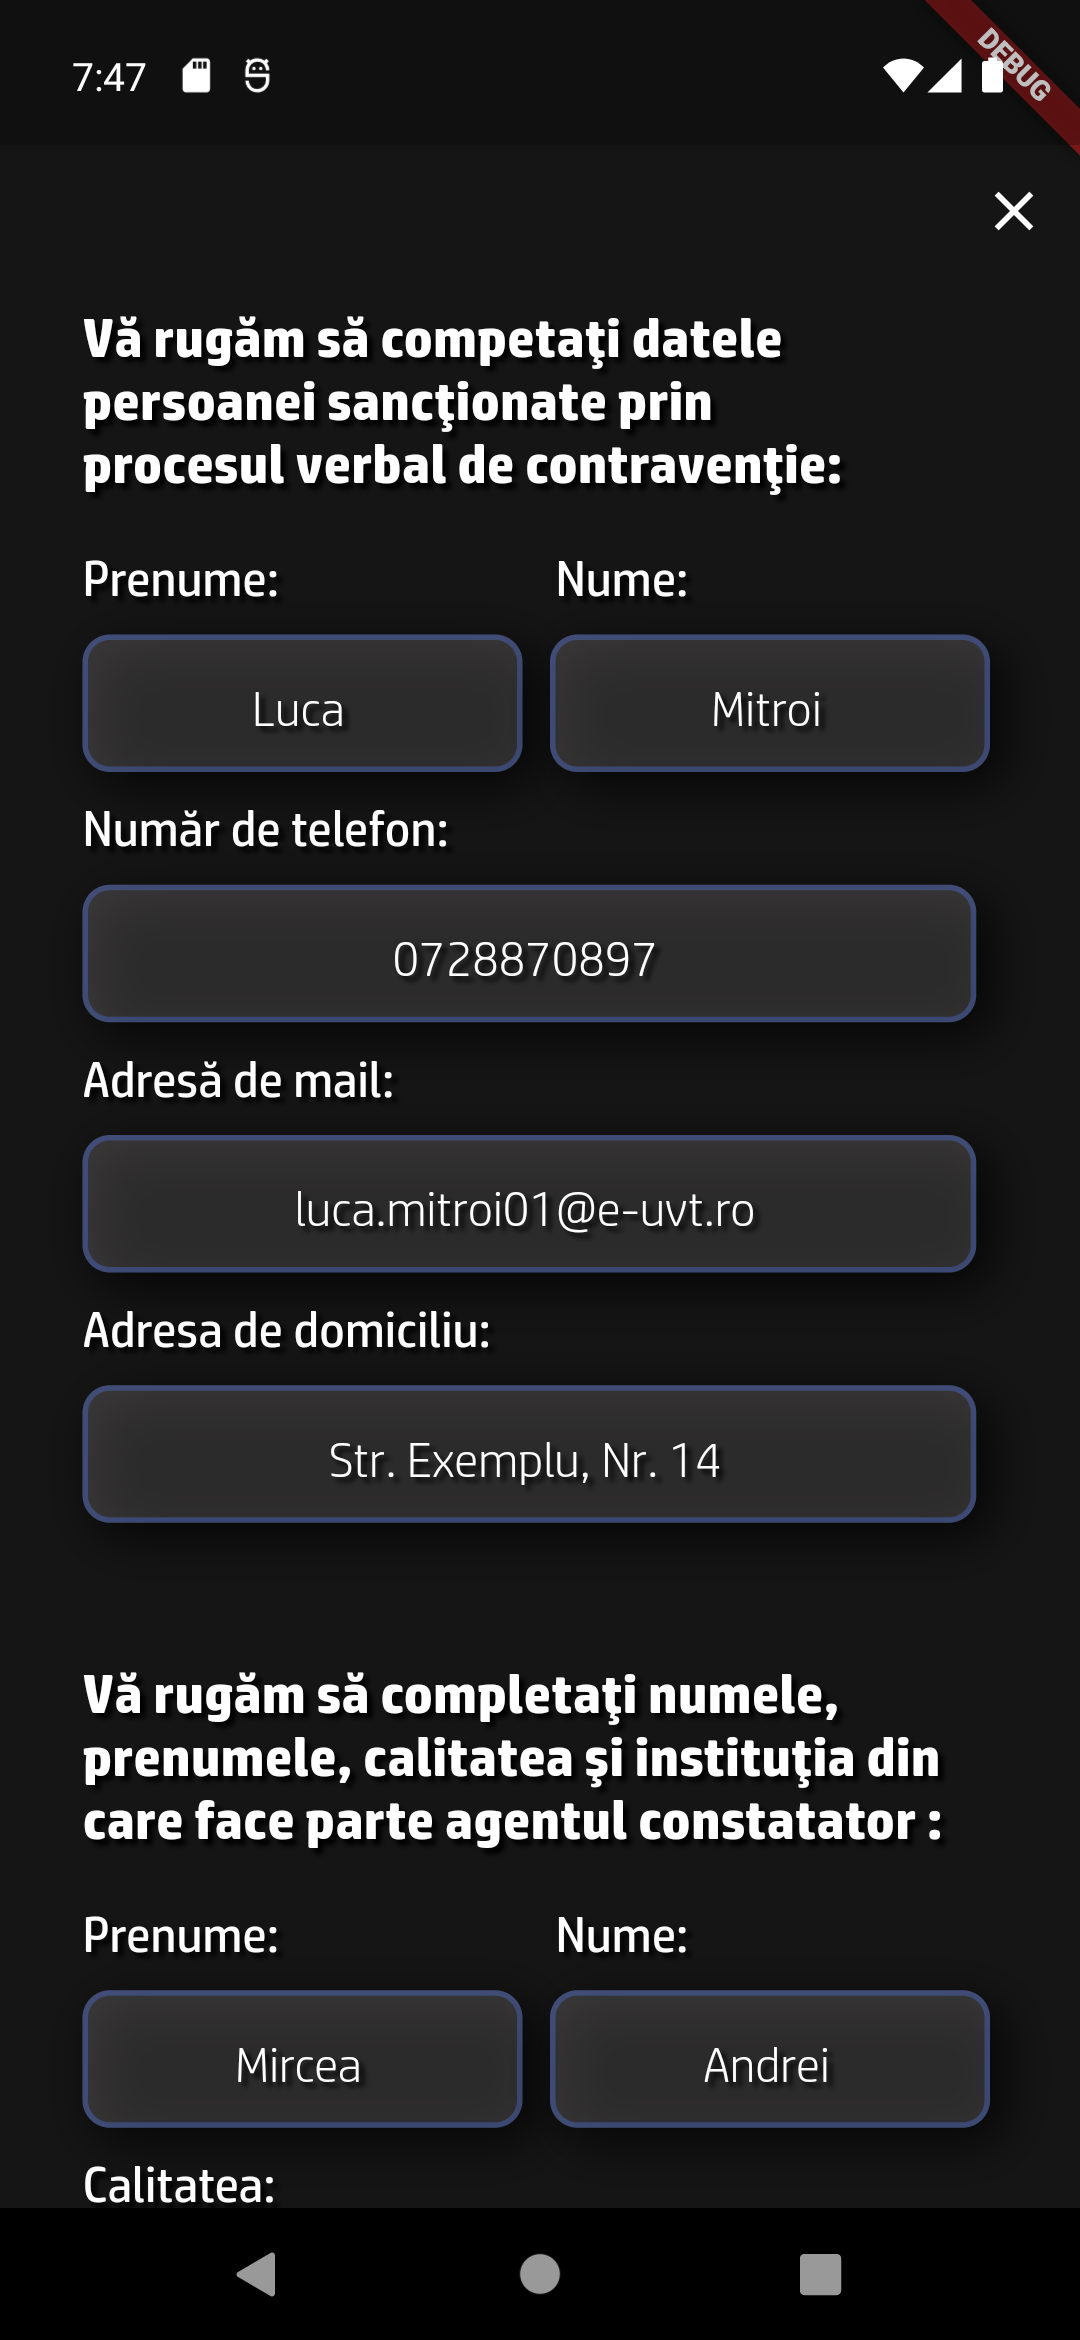 7:47
DEBUG
Vă rugăm să competaţi datele
persoanei sancţionate prin
procesul verbal de contravenţie:
Prenume: Nume:
Luca Mitroi
Număr de telefon:
0728870897
Adresă de mail:
luca.mitroi01@e-uvt.ro
Adresa de domiciliu:
Str. Exemplu, Nr. 14
Vă rugăm să completaţi numele,
prenumele, calitatea şi instituţia din
care face parte agentul constatator :
Prenume: Nume:
Mircea Andrei
Calitatea: